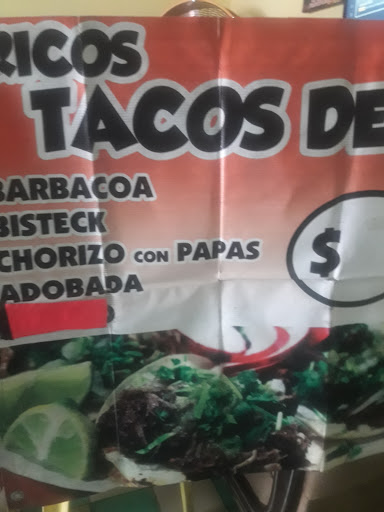 RICOS
TACOS DE
BARBACOA
BISTECK
CHORIZO CON PAPAS
ADOBADA
$